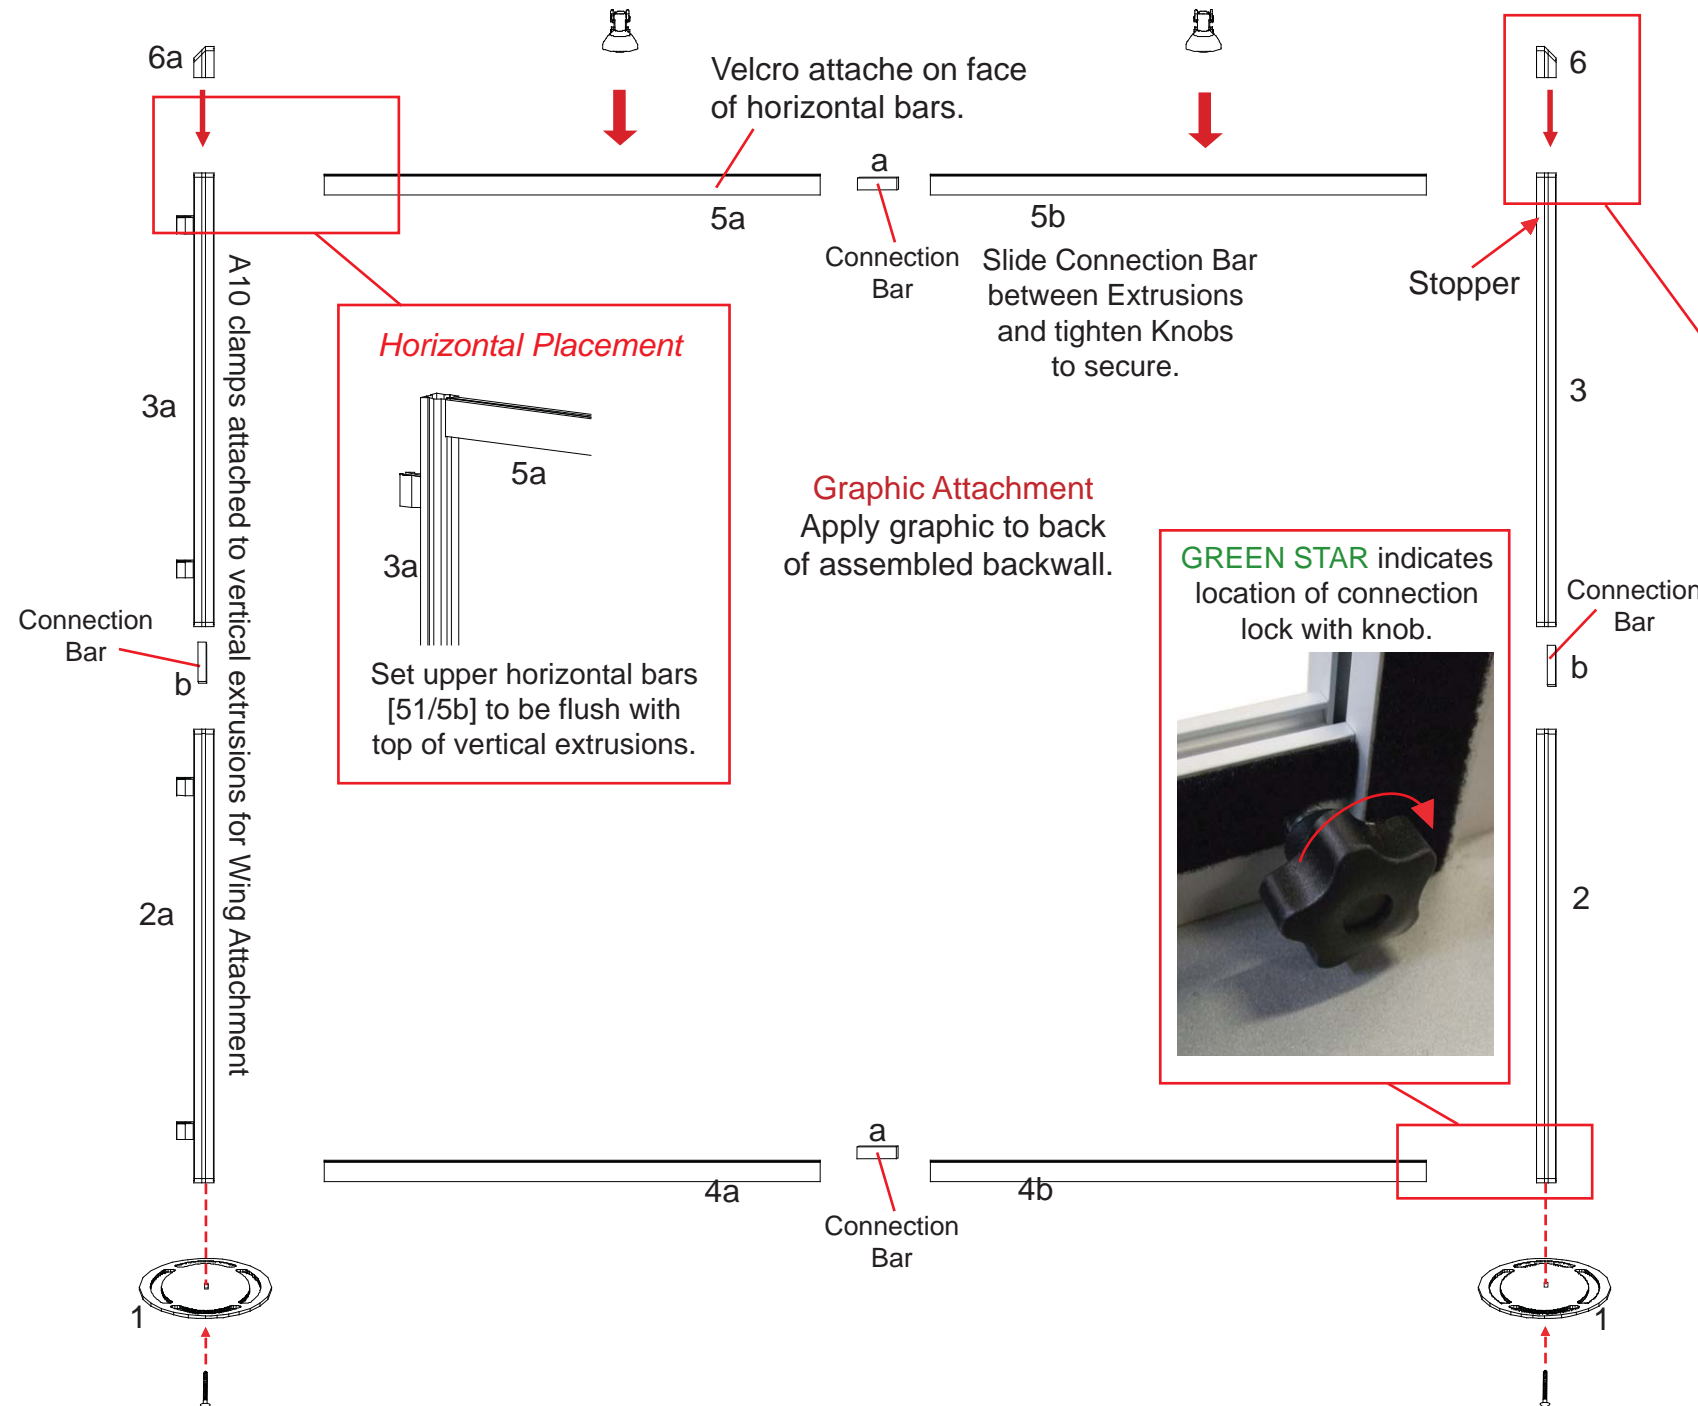 6a
Velcro attache on face
of horizontal bars.
6
a
5a
5b
Connection
Bar
Slide Connection Bar
between Extrusions
and tighten Knobs
to secure.
Stopper
A10 clamps attached to vertical extrusions for Wing Attachment
Horizontal Placement
5a
3a
Set upper horizontal bars
[51/5b] to be flush with
top of vertical extrusions.
3a
3
Graphic Attachment
Apply graphic to back
of assembled backwall.
GREEN STAR indicates
location of connection
lock with knob.
Connection
Bar
b
Connection
Bar
b
2a
2
a
4a
4b
Connection
Bar
1
1